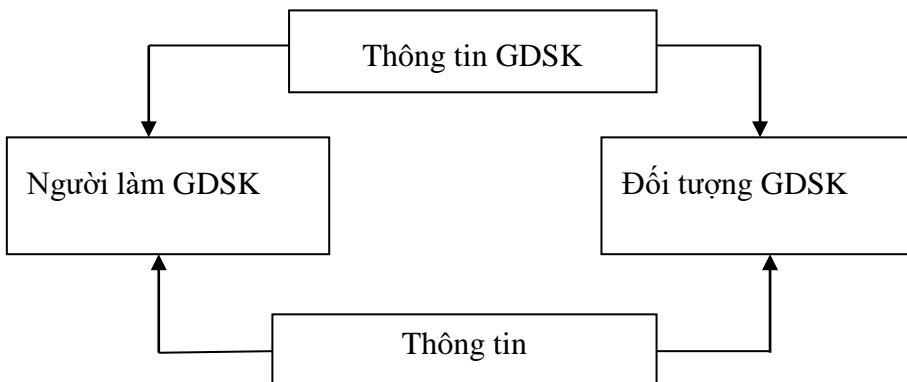 Thông tin GDSK
Người làm GDSK
Đối tượng GDSK
Thông tin